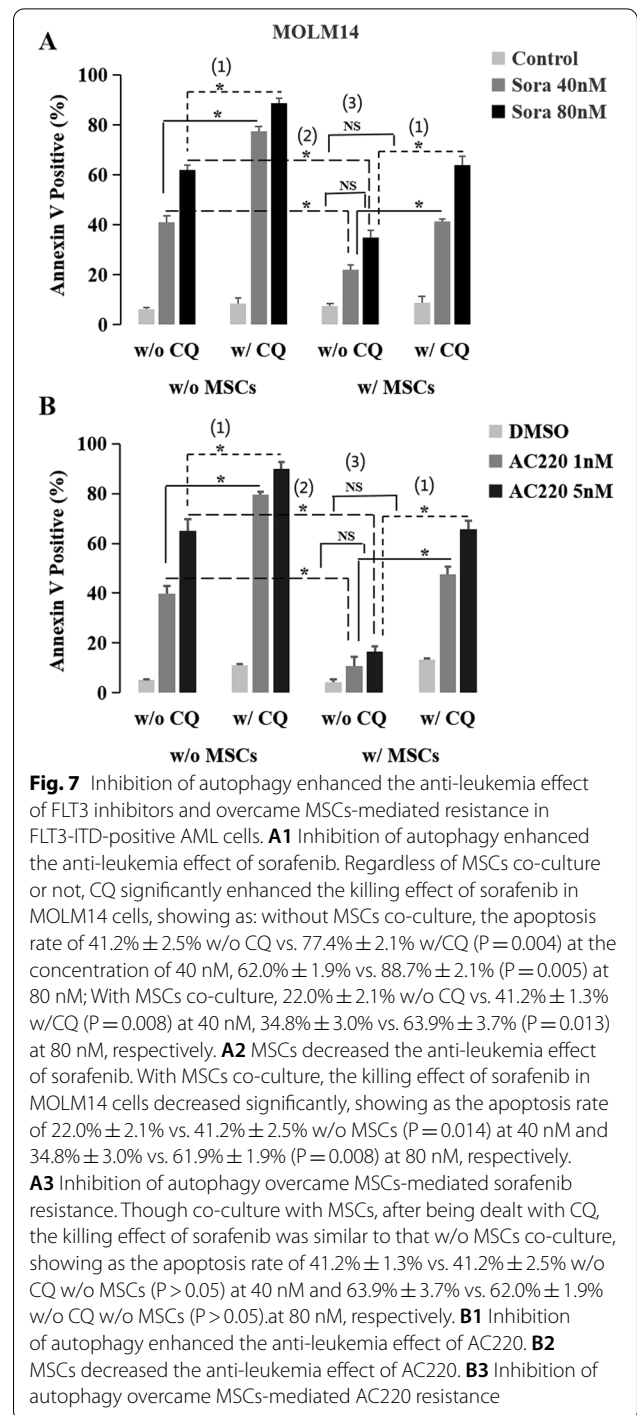 A
MOLM14
Control
Sora 40nM
Sora 80nM
Annexin V Positive (%)
100
80
60
40
20
0
(1)
*
*
(2)
*
*
(3)
NS
NS
(1)
*
*
w/o CQ w/ CQ w/o CQ w/ CQ
w/o MSCs w/ MSCs
B
DMSO
AC220 1nM
AC220 5nM
Annexin V Positive (%)
100
80
60
40
20
0
(1)
*
*
(2)
*
*
(3)
NS
NS
(1)
*
*
w/o CQ w/ CQ w/o CQ w/ CQ
w/o MSCs w/ MSCs
Fig. 7 Inhibition of autophagy enhanced the anti-leukemia effect
of FLT3 inhibitors and overcame MSCs-mediated resistance in
FLT3-ITD-positive AML cells. A1 Inhibition of autophagy enhanced
the anti-leukemia effect of sorafenib. Regardless of MSCs co-culture
or not, CQ significantly enhanced the killing effect of sorafenib in
MOLM14 cells, showing as: without MSCs co-culture, the apoptosis
rate of 41.2% ± 2.5% w/o CQ vs. 77.4% ± 2.1% w/CQ (P = 0.004) at the
concentration of 40 nM, 62.0% ± 1.9% vs. 88.7% ± 2.1% (P = 0.005) at
80 nM; With MSCs co-culture, 22.0% ± 2.1% w/o CQ vs. 41.2% ± 1.3%
w/CQ (P = 0.008) at 40 nM, 34.8% ± 3.0% vs. 63.9% ± 3.7% (P = 0.013)
at 80 nM, respectively. A2 MSCs decreased the anti-leukemia effect
of sorafenib. With MSCs co-culture, the killing effect of sorafenib in
MOLM14 cells decreased significantly, showing as the apoptosis rate
of 22.0% ± 2.1% vs. 41.2% ± 2.5% w/o MSCs (P = 0.014) at 40 nM and
34.8% ± 3.0% vs. 61.9% ± 1.9% (P = 0.008) at 80 nM, respectively.
A3 Inhibition of autophagy overcame MSCs-mediated sorafenib
resistance. Though co-culture with MSCs, after being dealt with CQ,
the killing effect of sorafenib was similar to that w/o MSCs co-culture,
showing as the apoptosis rate of 41.2% ± 1.3% vs. 41.2% ± 2.5% w/o
CQ w/o MSCs (P > 0.05) at 40 nM and 63.9% ± 3.7% vs. 62.0% ± 1.9%
w/o CQ w/o MSCs (P > 0.05).at 80 nM, respectively. B1 Inhibition
of autophagy enhanced the anti-leukemia effect of AC220. B2
MSCs decreased the anti-leukemia effect of AC220. B3 Inhibition of
autophagy overcame MSCs-mediated AC220 resistance